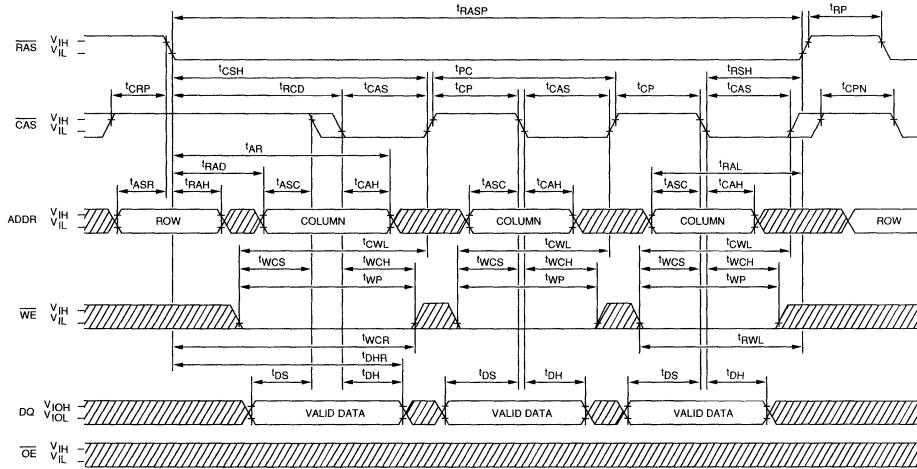 tRASP tRP
RAS VIH
VIL
tCSH tPC tRSH
tCRP tRCD tCAS tCP tCAS tCP tCAS tCPN
CAS VIH
VIL
tAR
tRAD tRAL
tASR tRAH tASC tCAH tASC tCAH tASC tCAH
ADDR VIH
VIL
ROW COLUMN COLUMN COLUMN ROW
tCWL tCWL tCWL
tWCS tWCH tWCS tWCH tWCS tWCH
tWP tWP tWP
WE VIH
VIL
tWCR tRWL
tDHR
tDS tDH tDS tDH tDS tDH
DQ VIOH
VIOL
VALID DATA VALID DATA VALID DATA
OE VIH
VIL